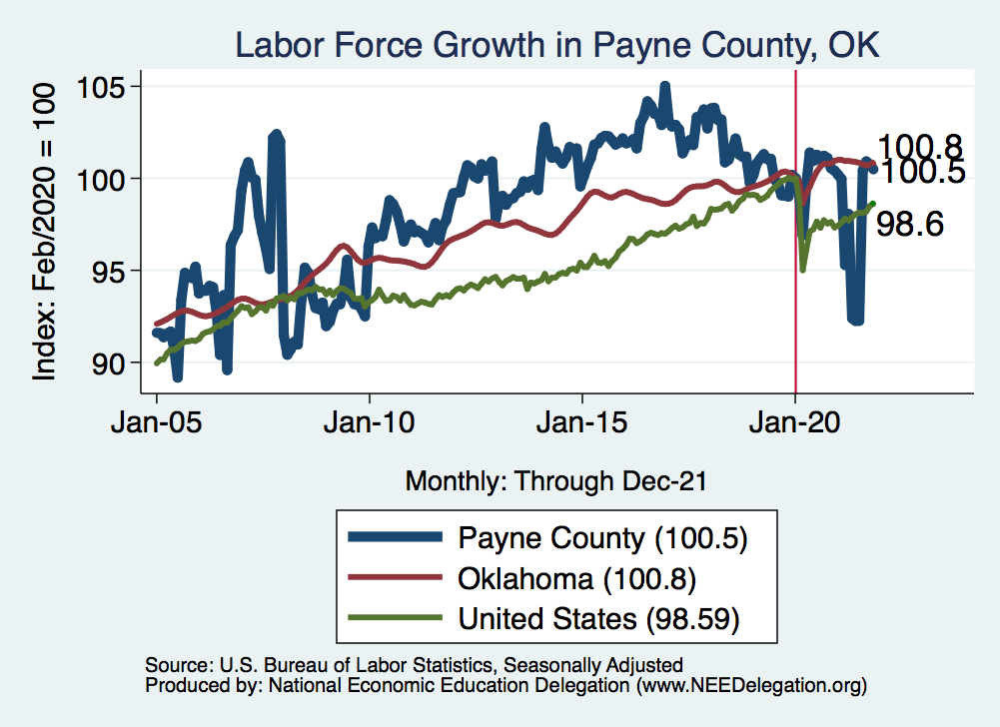 Labor Force Growth in Payne County, OK
Index: Feb/2020 = 100
105
100
95
90
100.8
100.5
98.6
Jan-05 Jan-10 Jan-15 Jan-20
Monthly: Through Dec-21
Payne County (100.5)
Oklahoma (100.8)
United States (98.59)
Source: U.S. Bureau of Labor Statistics, Seasonally Adjusted
Produced by: National Economic Education Delegation (www.NEEDelegation.org)